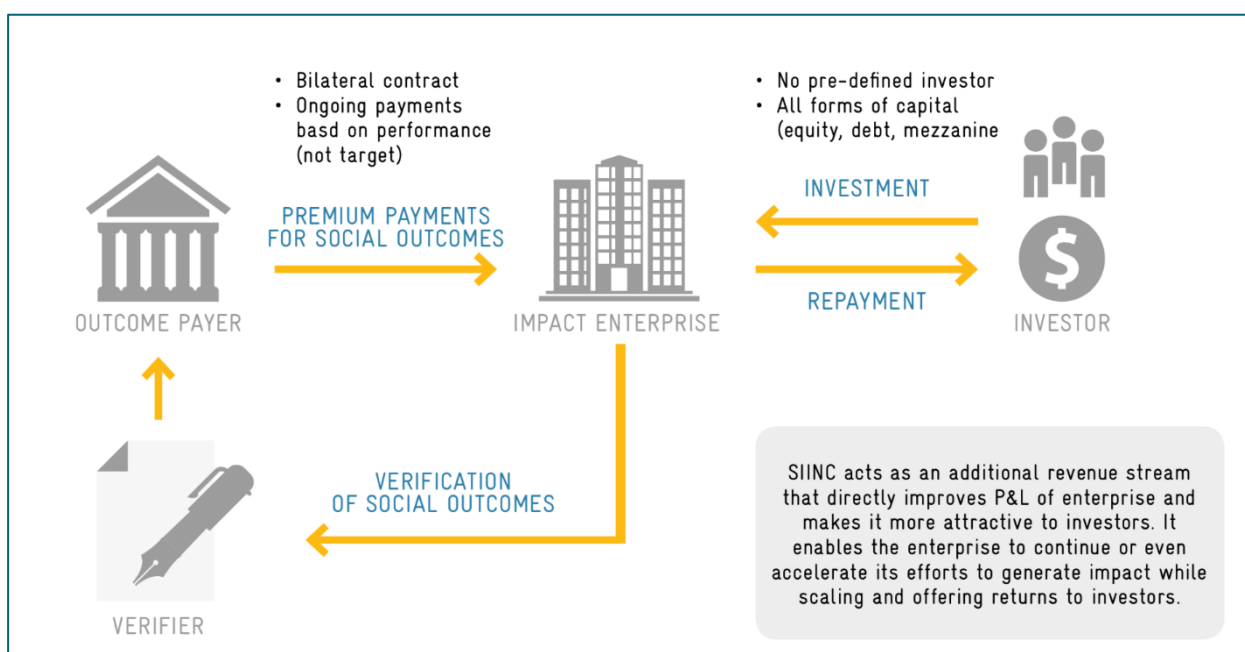 • Bilateral contract
• Ongoing payments
basd on performance
(not target)
• No pre-defined investor
• All forms of capital
(equity, debt, mezzanine
PREMIUM PAYMENTS
FOR SOCIAL OUTCOMES
INVESTMENT
REPAYMENT
OUTCOME PAYER
IMPACT ENTERPRISE
$
INVESTOR
VERIFICATION
OF SOCIAL OUTCOMES
VERIFIER
SIINC acts as an additional revenue stream
that directly improves P&L of enterprise and
makes it more attractive to investors. It
enables the enterprise to continue or even
accelerate its efforts to generate impact while
scaling and offering returns to investors.